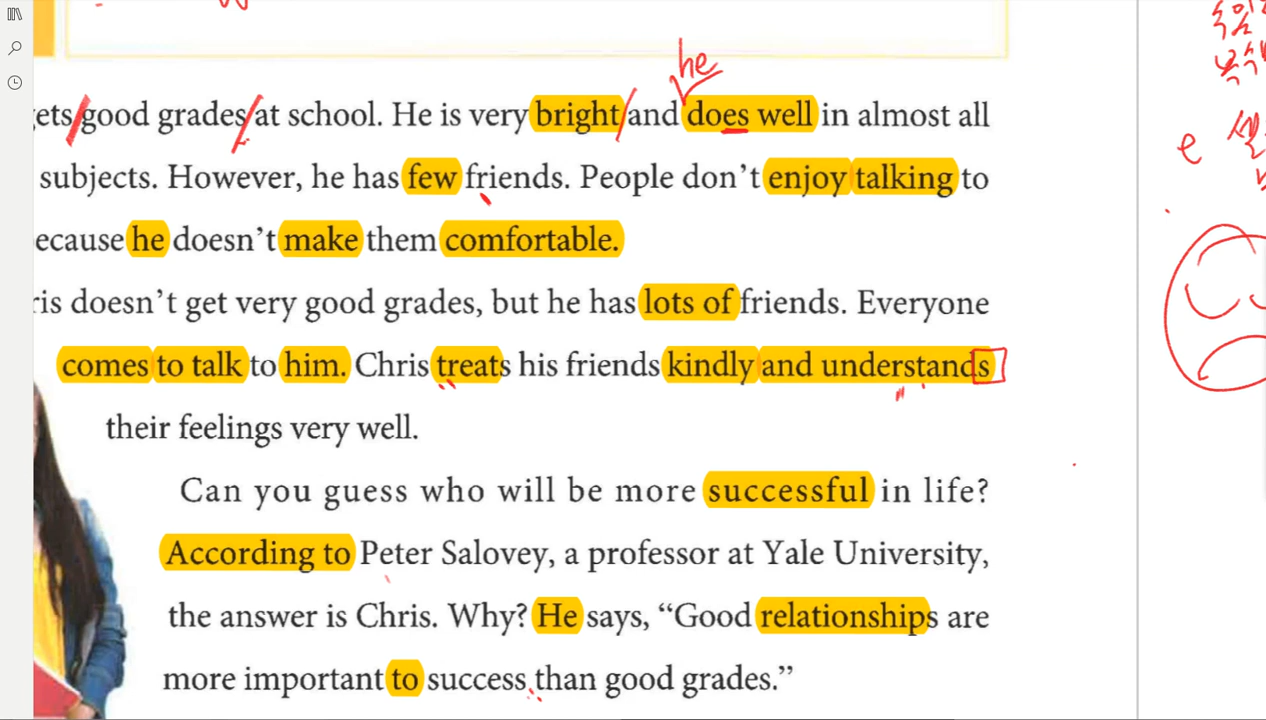 he
good grades at school. He is very bright and does well in almost all
subjects. However, he has few friends. People don't enjoy talking to
he doesn't make them comfortable.
doesn't get very good grades, but he has lots of friends. Everyone
comes to talk to him. Chris treats his friends kindly and understands
their feelings very well.
Can you guess who will be more successful in life?
According to Peter Salovey, a professor at Yale University,
the answer is Chris. Why? He says, “Good relationships are
more important to success than good grades.”
e